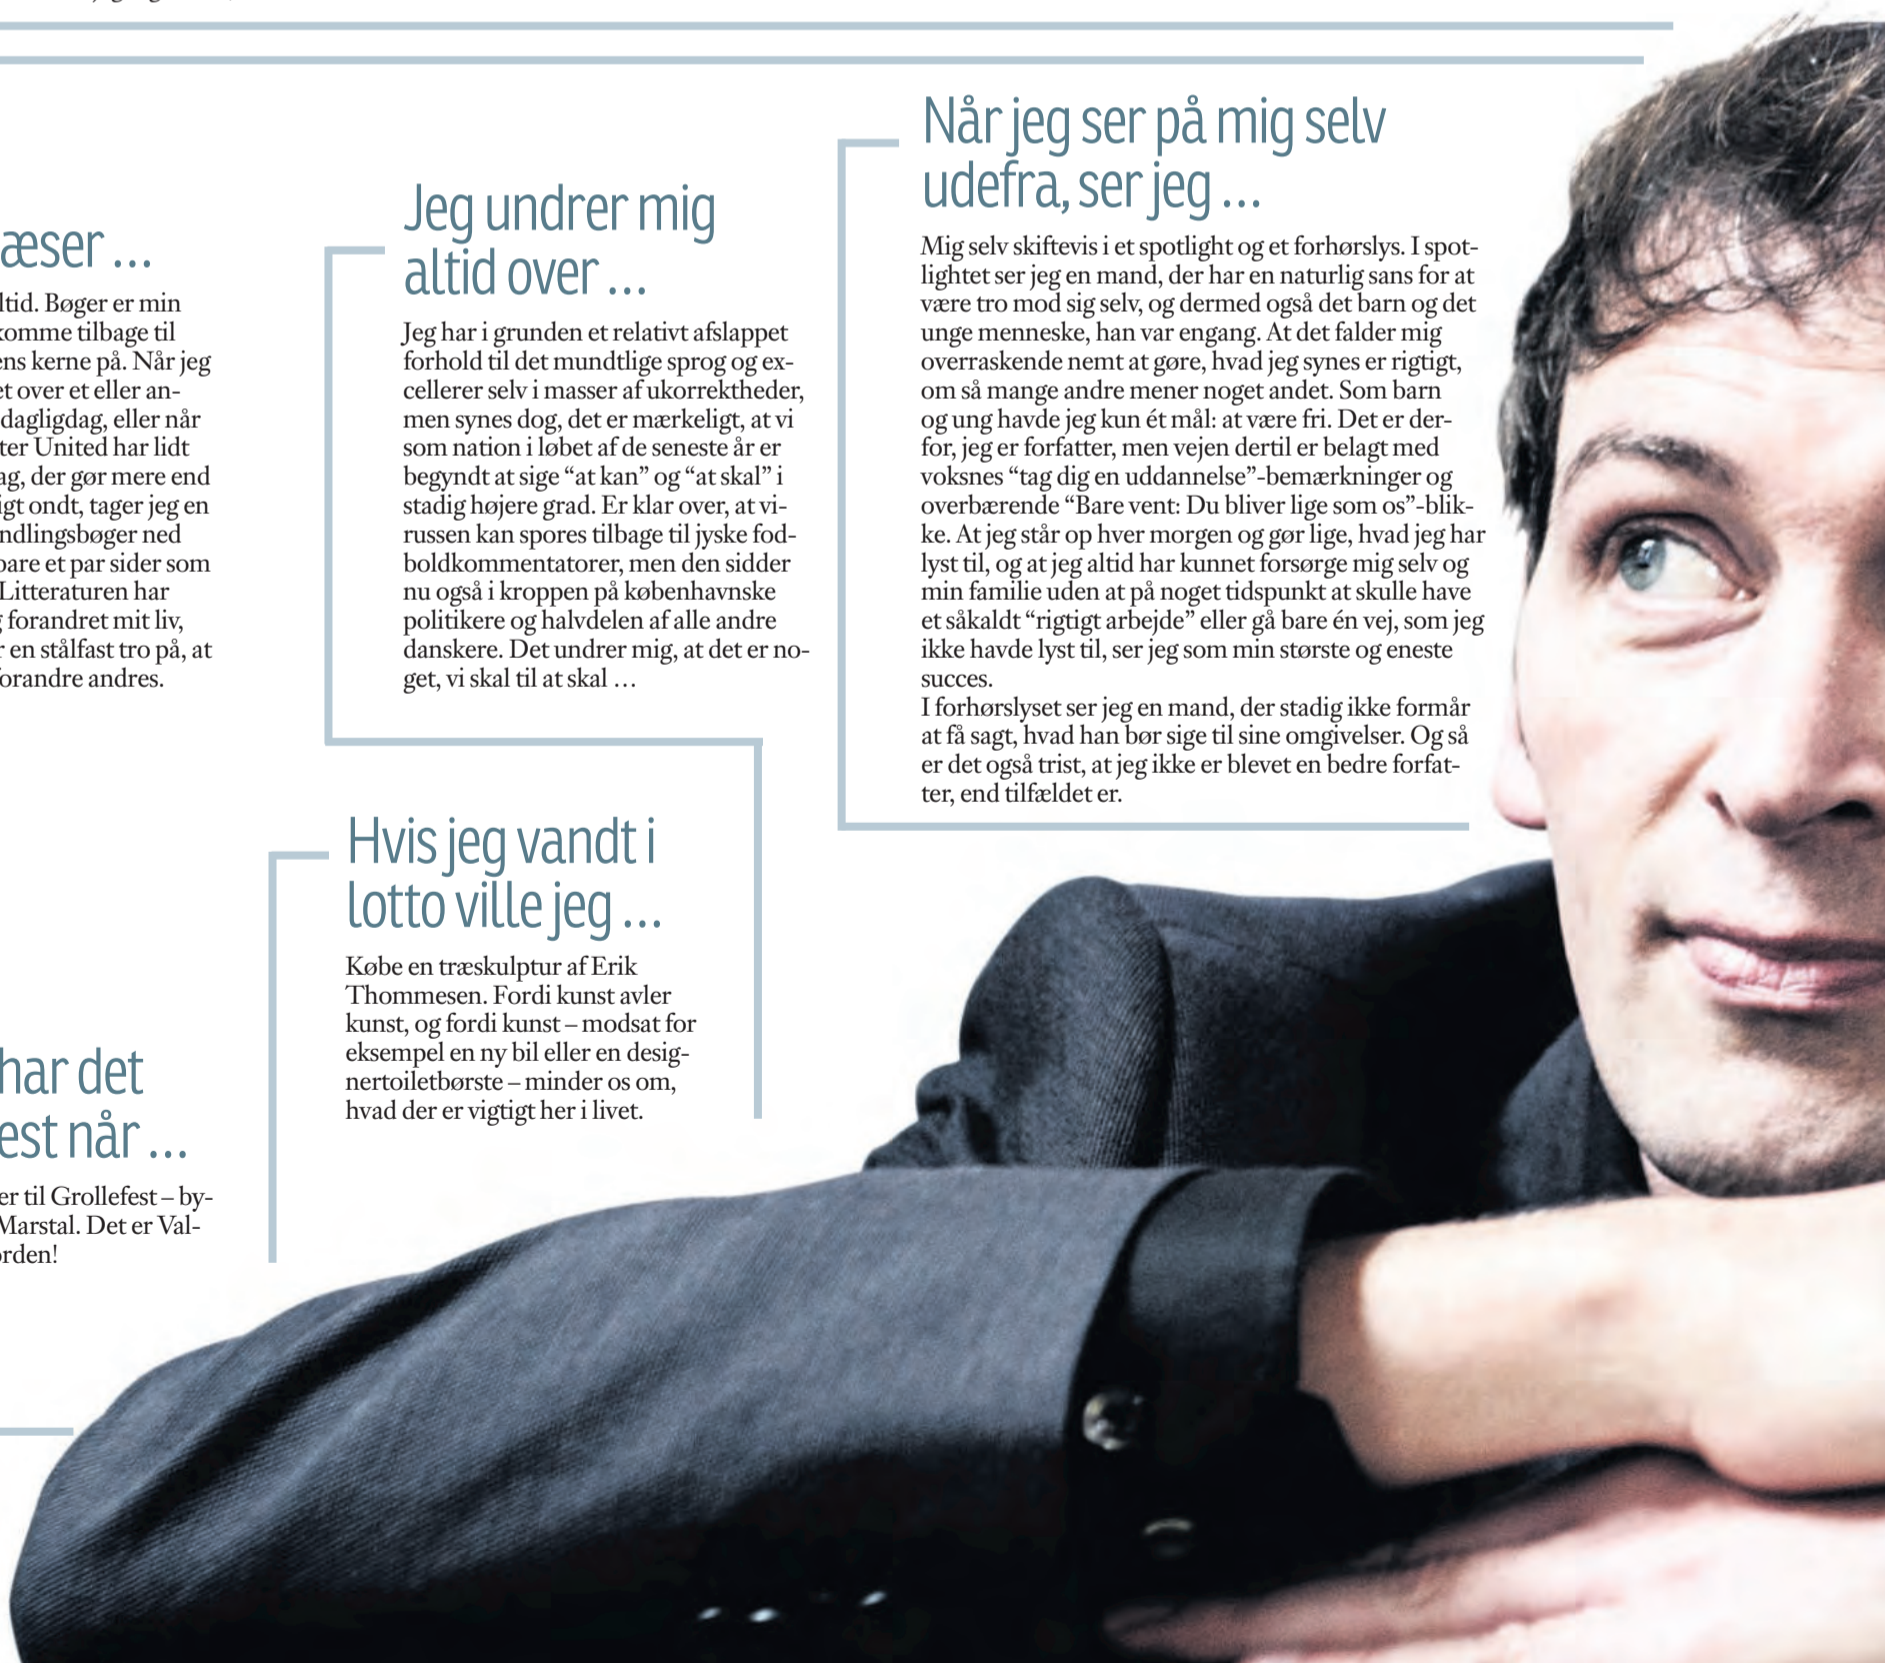 æser ...
ltid. Bøger er min
komme tilbage til
ens kerne på. Når jeg
et over et eller an-
dagligdag, eller når
ter United har lidt
ag, der gør mere end
igt ondt, tager jeg en
ndlingsbøger ned
bare et par sider som
Litteraturen har
forandret mit liv,
r en stålfast tro på, at
forandre andres.
har det
est når ...
er til Grollefest – by-
Marstal. Det er Val-
orden!
Jeg undrer mig
altid over ...
Jeg har i grunden et relativt afslappet
forhold til det mundtlige sprog og ex-
cellerer selv i masser af ukorrektheder,
men synes dog, det er mærkeligt, at vi
som nation i løbet af de seneste år er
begyndt at sige “at kan” og “at skal” i
stadig højere grad. Er klar over, at vi-
russen kan spores tilbage til jyske fod-
boldkommentatorer, men den sidder
nu også i kroppen på københavnske
politikere og halvdelen af alle andre
danskere. Det undrer mig, at det er no-
get, vi skal til at skal ...
Hvis jeg vandt i
lotto ville jeg ...
Købe en træskulptur af Erik
Thommesen. Fordi kunst avler
kunst, og fordi kunst – modsat for
eksempel en ny bil eller en desig-
nertoiletbørste – minder os om,
hvad der er vigtigt her i livet.
Når jeg ser på mig selv
udefra, ser jeg ...
Mig selv skiftevis i et spotlight og et forhørslys. I spot-
lightet ser jeg en mand, der har en naturlig sans for at
være tro mod sig selv, og dermed også det barn og det
unge menneske, han var engang. At det falder mig
overraskende nemt at gøre, hvad jeg synes er rigtigt,
om så mange andre mener noget andet. Som barn
og ung havde jeg kun ét mål: at være fri. Det er der-
for, jeg er forfatter, men vejen dertil er belagt med
voksnes “tag dig en uddannelse”-bemærkninger og
overbærende “Bare vent: Du bliver lige som os”-blik-
ke. At jeg står op hver morgen og gør lige, hvad jeg har
lyst til, og at jeg altid har kunnet forsørge mig selv og
min familie uden at på noget tidspunkt at skulle have
et såkaldt “rigtigt arbejde” eller gå bare én vej, som jeg
ikke havde lyst til, ser jeg som min største og eneste
succes.
I forhørslyset ser jeg en mand, der stadig ikke formår
at få sagt, hvad han bør sige til sine omgivelser. Og så
er det også trist, at jeg ikke er blevet en bedre forfat-
ter, end tilfældet er.